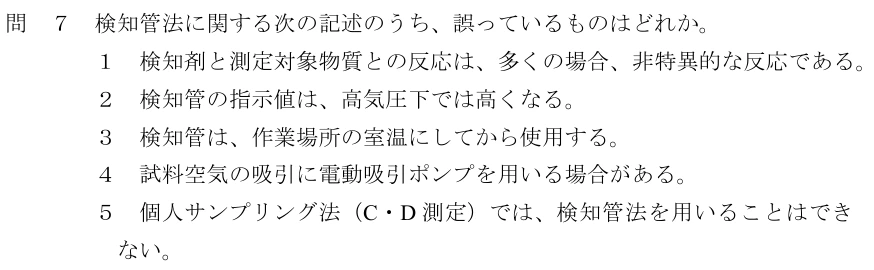 問　７　検知管法に関する次の記述のうち、誤っているものはどれか。
１　検知剤と測定対象物質との反応は、多くの場合、非特異的な反応である。
２　検知管の指示値は、高気圧下では高くなる。
３　検知管は、作業場所の室温にしてから使用する。
４　試料空気の吸引に電動吸引ポンプを用いる場合がある。
５　個人サンプリング法（C・D 測定）では、検知管法を用いることはでき
ない。